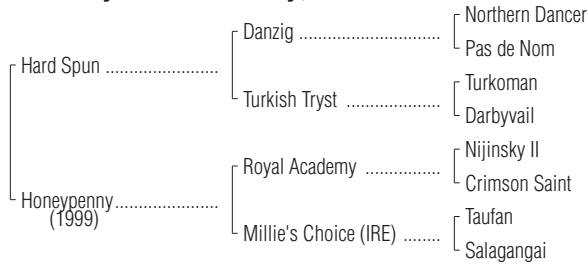 Northern Dancer
Danzig ............................
Pas de Nom
Hard Spun ......................
Turkoman
Turkish Tryst ...................
Darbyvail
Nijinsky II
Royal Academy ...............
Crimson Saint
Honeypenny....................
(1999)
Taufan
Millie's Choice (IRE) ........
Salagangai